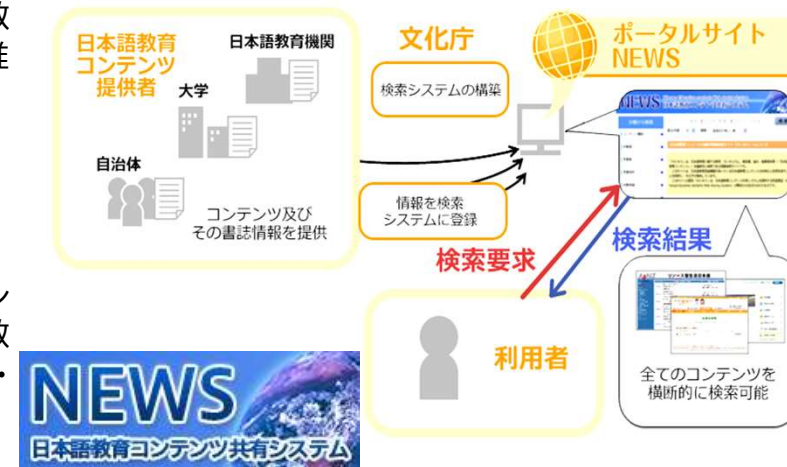 日本語教育
コンテンツ
提供者
日本語教育機関
大学
自治体
コンテンツ及び
その書誌情報を提供
文化庁
検索システムの構築
情報を検索
システムに登録
ポータルサイト
NEWS
NEWS
検索要求
検索結果
利用者
全てのコンテンツを
横断的に検索可能
NEWS
日本語教育コンテンツ共有システム